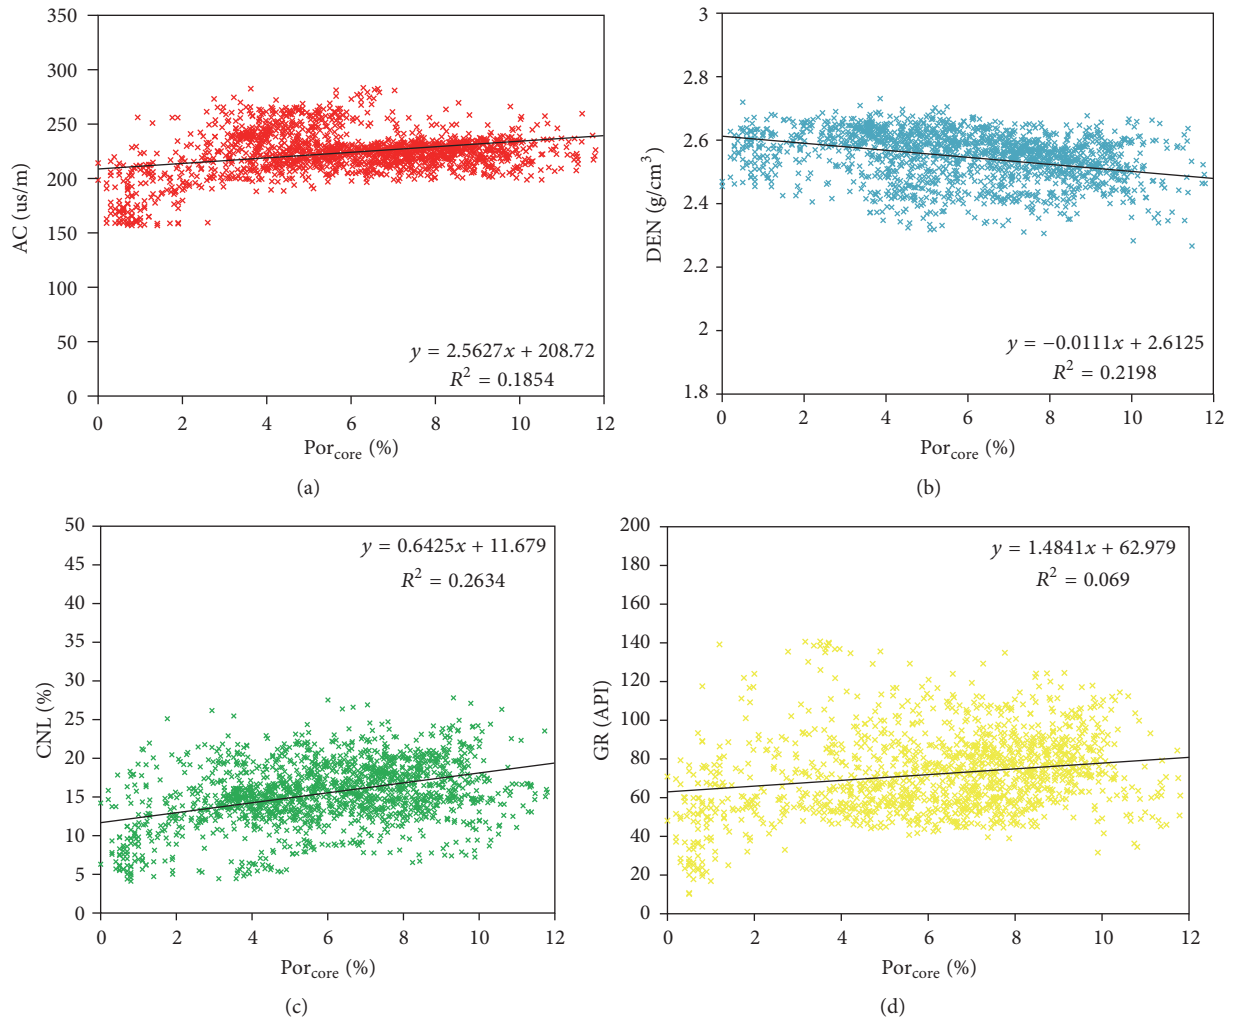 350
300
250
200
150
100
50
0
AC (us/m)
0 2 4 6 8 10 12
y = 2.5627x + 208.72
R² = 0.1854
Por_core (%)
(a)
3
2.8
2.6
2.4
2.2
2
1.8
DEN (g/cm³)
0 2 4 6 8 10 12
y = −0.0111x + 2.6125
R² = 0.2198
Por_core (%)
(b)
50
45
40
35
30
25
20
15
10
5
0
CNL (%)
0 2 4 6 8 10 12
y = 0.6425x + 11.679
R² = 0.2634
Por_core (%)
(c)
200
180
160
140
120
100
80
60
40
20
0
GR (API)
0 2 4 6 8 10 12
y = 1.4841x + 62.979
R² = 0.069
Por_core (%)
(d)